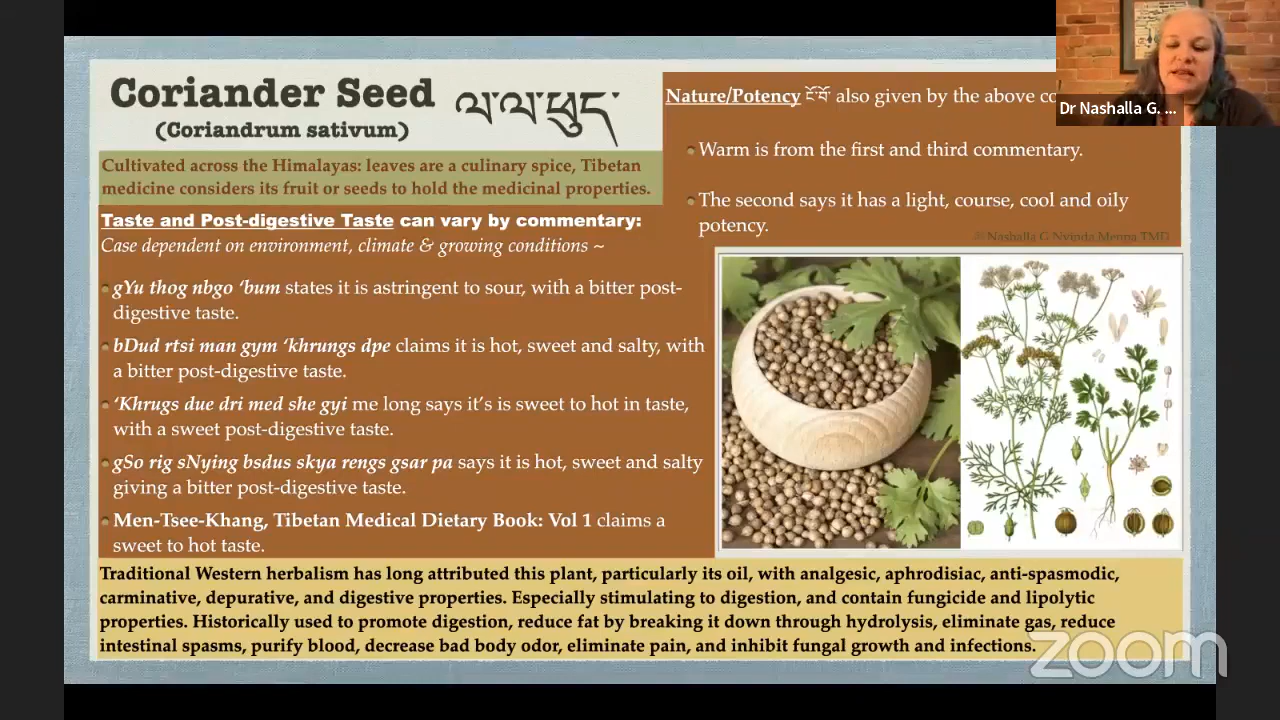 Coriander Seed ལ་ལ་ཕུད་
(Coriandrum sativum)
Cultivated across the Himalayas: leaves are a culinary spice, Tibetan
medicine considers its fruit or seeds to hold the medicinal properties.
Taste and Post-digestive Taste can vary by commentary:
Case dependent on environment, climate & growing conditions ~
gYu thog nbgo ‘bum states it is astringent to sour, with a bitter post-
digestive taste.
bDud rtsi man gym ‘khrungs dpe claims it is hot, sweet and salty, with
a bitter post-digestive taste.
‘Khrugs due dri med she gyi me long says it’s is sweet to hot in taste,
with a sweet post-digestive taste.
gSo rig sNying bsdus skya rengs gsar pa says it is hot, sweet and salty
giving a bitter post-digestive taste.
Men-Tsee-Khang, Tibetan Medical Dietary Book: Vol 1 claims a
sweet to hot taste.
Nature/Potency ངོ་བོ་ also given by the above co
Warm is from the first and third commentary.
The second says it has a light, course, cool and oily
potency.
© Nashalla G Nyinda Menpa TMD
Traditional Western herbalism has long attributed this plant, particularly its oil, with analgesic, aphrodisiac, anti-spasmodic,
carminative, depurative, and digestive properties. Especially stimulating to digestion, and contain fungicide and lipolytic
properties. Historically used to promote digestion, reduce fat by breaking it down through hydrolysis, eliminate gas, reduce
intestinal spasms, purify blood, decrease bad body odor, eliminate pain, and inhibit fungal growth and infections.
Dr Nashalla G. ...
zoom